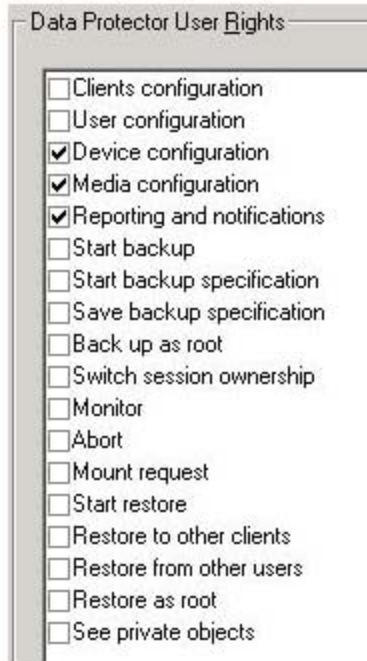 Data Protector User Rights
Clients configuration
User configuration
Device configuration
Media configuration
Reporting and notifications
Start backup
Start backup specification
Save backup specification
Back up as root
Switch session ownership
Monitor
Abort
Mount request
Start restore
Restore to other clients
Restore from other users
Restore as root
See private objects